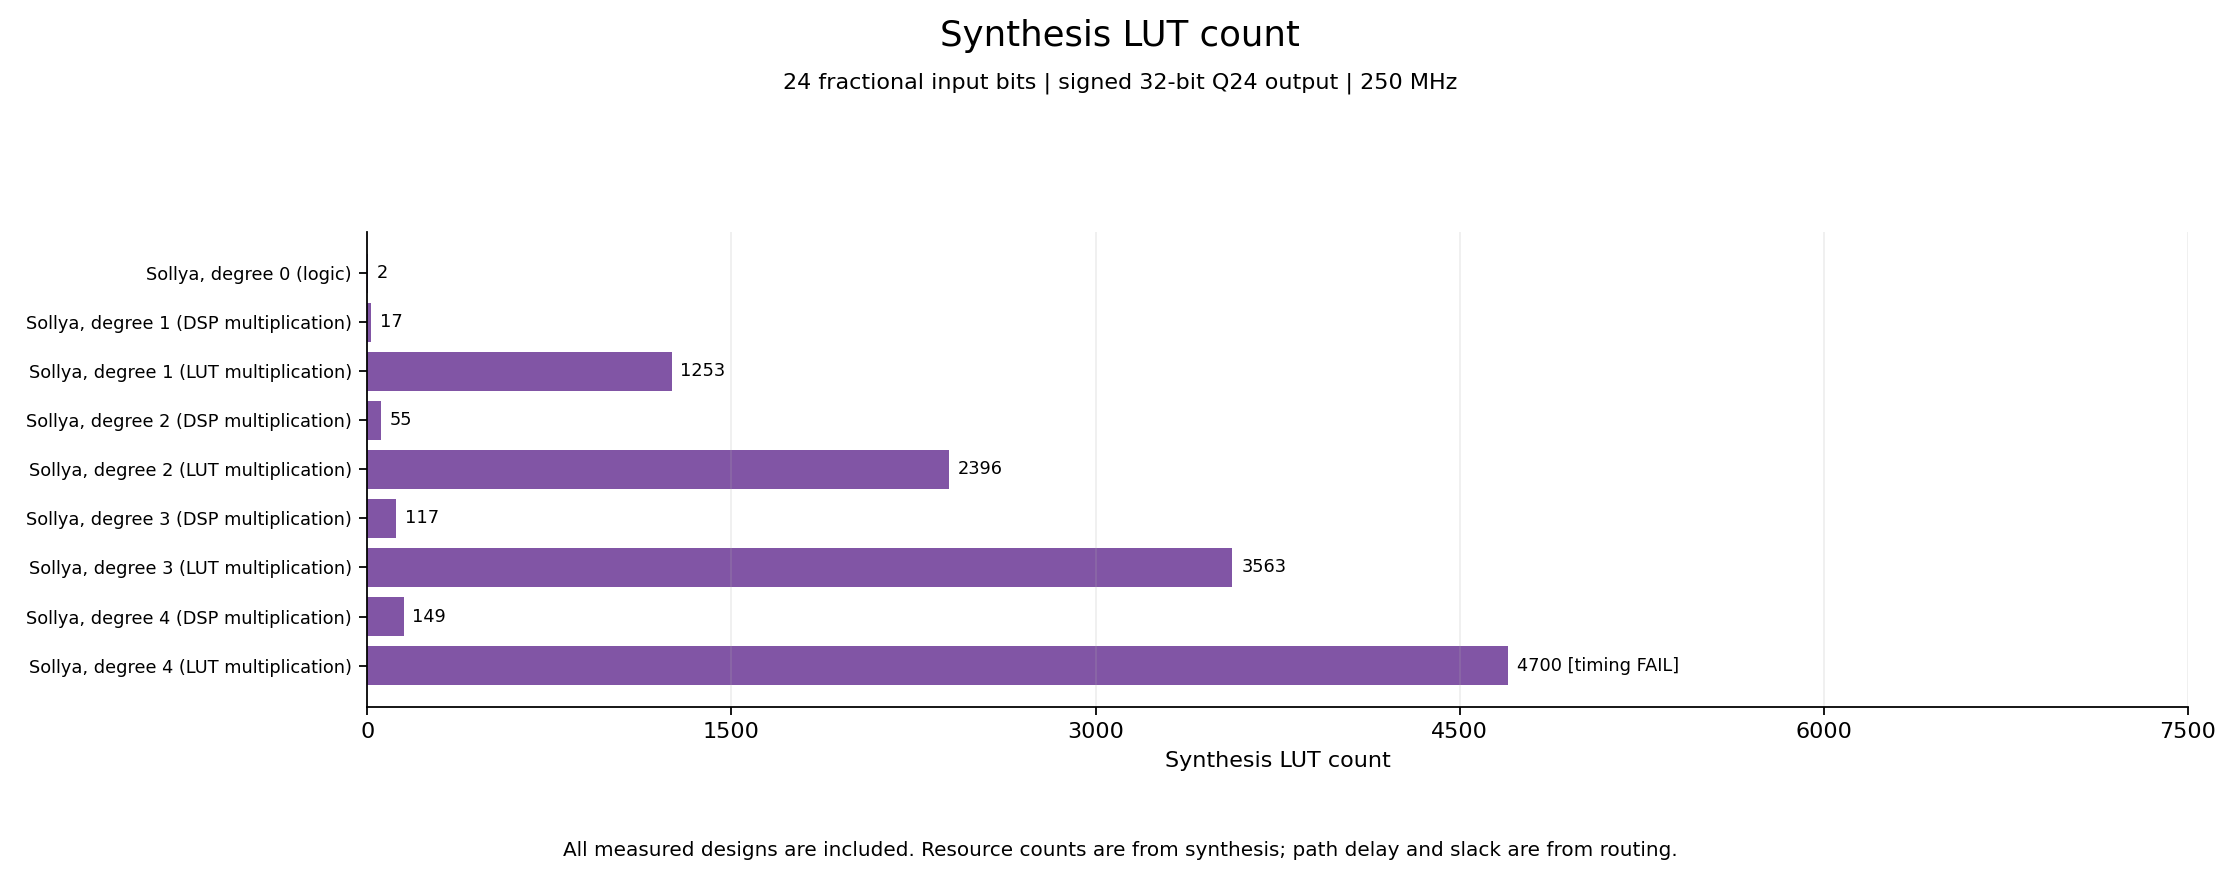 Synthesis LUT count
24 fractional input bits | signed 32-bit Q24 output | 250 MHz
Sollya, degree 0 (logic) 2
Sollya, degree 1 (DSP multiplication) 17
Sollya, degree 1 (LUT multiplication) 1253
Sollya, degree 2 (DSP multiplication) 55
Sollya, degree 2 (LUT multiplication) 2396
Sollya, degree 3 (DSP multiplication) 117
Sollya, degree 3 (LUT multiplication) 3563
Sollya, degree 4 (DSP multiplication) 149
Sollya, degree 4 (LUT multiplication) 4700 [timing FAIL]
0 1500 3000 4500 6000 7500
Synthesis LUT count
All measured designs are included. Resource counts are from synthesis; path delay and slack are from routing.